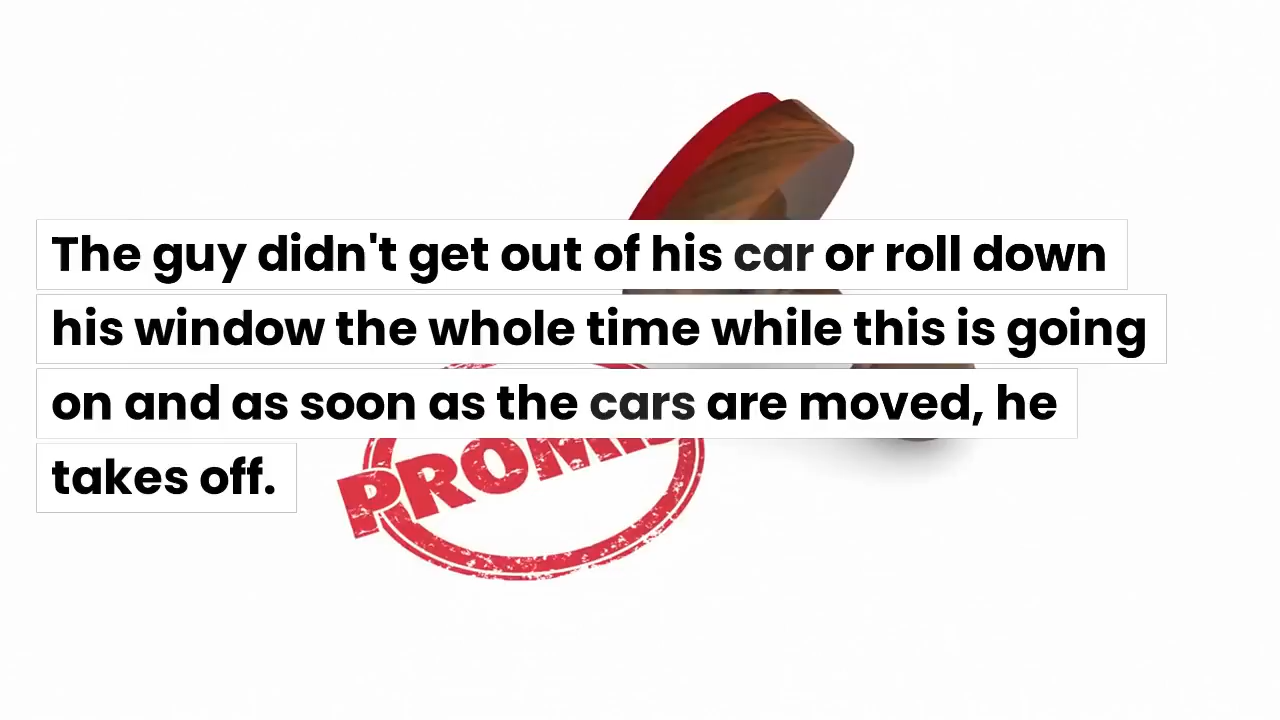 The guy didn't get out of his car or roll down
his window the whole time while this is going
on and as soon as the cars are moved, he
takes off.